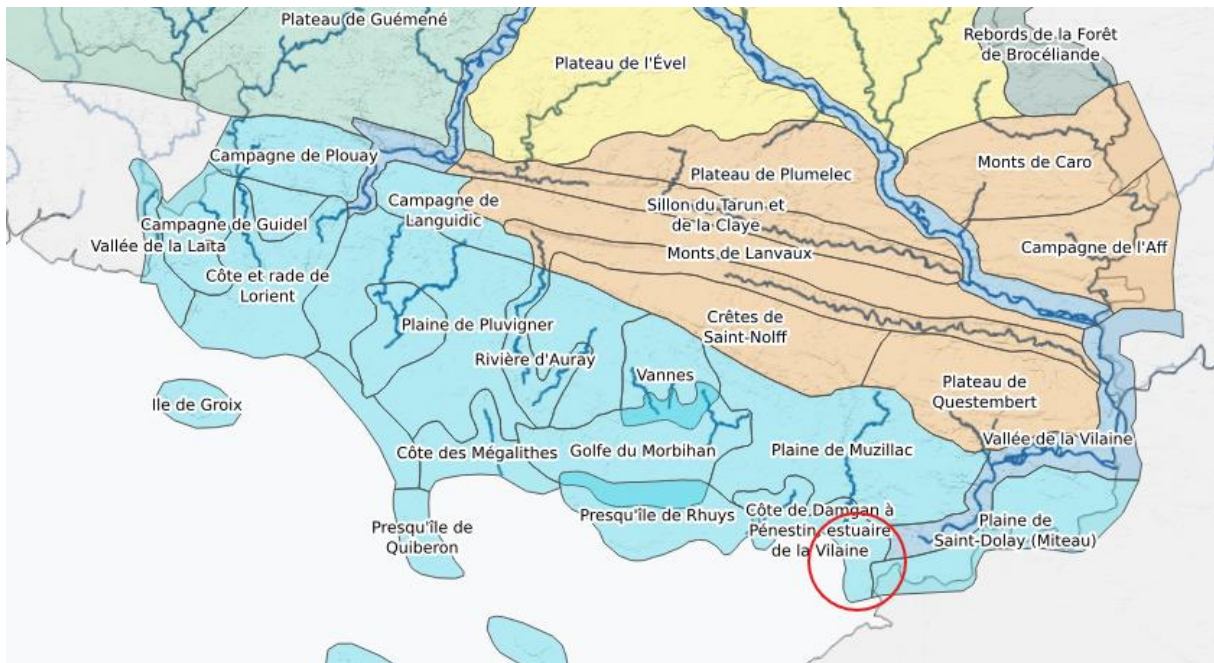 Plateau de Guéméné
Rebords de la Forêt
de Brocéliande
Plateau de l'Ével
Campagne de Plouay
Monts de Caro
Plateau de Plumelec
Campagne de
Languidic
Sillon du Tarun et
de la Claye
Campagne de Guidel
Vallée de la Laïta
Campagne de l'Aff
Monts de Lanvaux
Côte et rade de
Lorient
Crêtes de
Saint-Nolff
Plaine de Pluvigner
Rivière d'Auray
Vannes
Plateau de
Questembert
Ile de Groix
Vallée de la Vilaine
Côte des Mégalithes
Golfe du Morbihan
Plaine de Muzillac
Presqu'île de
Quiberon
Presqu'île de Rhuys
Côte de Damgan à
Pénestin, estuaire
de la Vilaine
Plaine de
Saint-Dolay (Miteau)